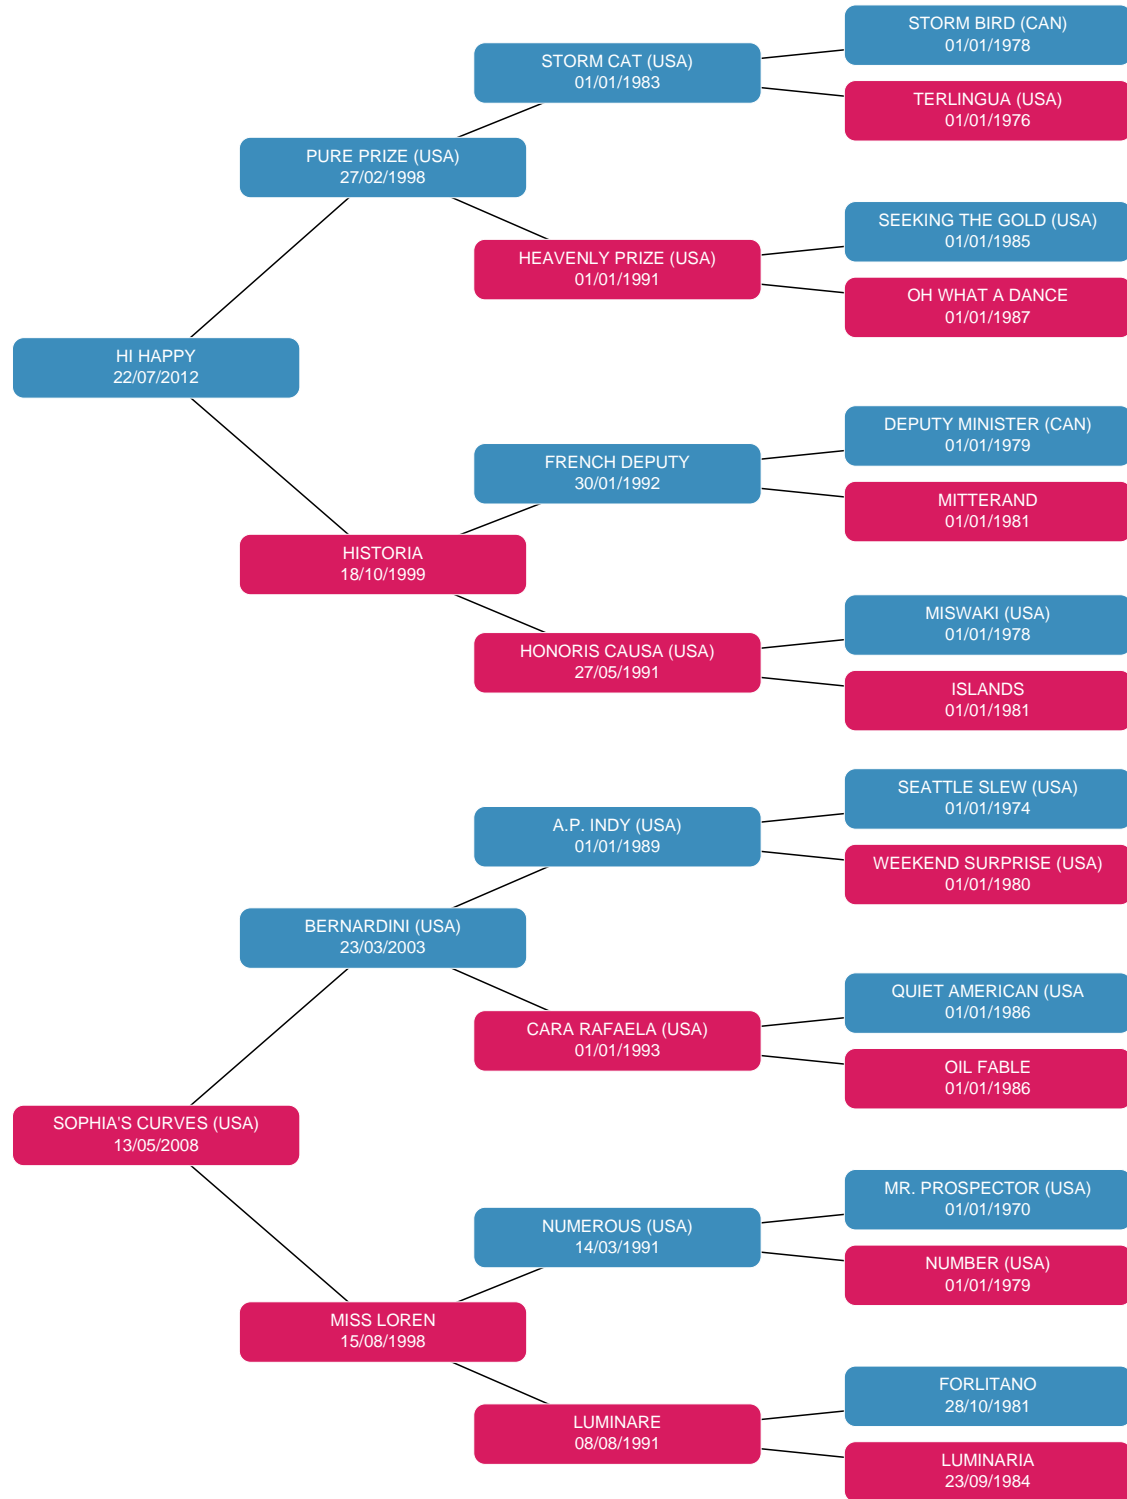 STORM BIRD (CAN)
01/01/1978
STORM CAT (USA)
01/01/1983
TERLINGUA (USA)
01/01/1976
PURE PRIZE (USA)
27/02/1998
SEEKING THE GOLD (USA)
01/01/1985
HEAVENLY PRIZE (USA)
01/01/1991
OH WHAT A DANCE
01/01/1987
HI HAPPY
22/07/2012
DEPUTY MINISTER (CAN)
01/01/1979
FRENCH DEPUTY
30/01/1992
MITTERAND
01/01/1981
HISTORIA
18/10/1999
MISWAKI (USA)
01/01/1978
HONORIS CAUSA (USA)
27/05/1991
ISLANDS
01/01/1981
SEATTLE SLEW (USA)
01/01/1974
A.P. INDY (USA)
01/01/1989
WEEKEND SURPRISE (USA)
01/01/1980
BERNARDINI (USA)
23/03/2003
QUIET AMERICAN (USA
01/01/1986
CARA RAFAELA (USA)
01/01/1993
OIL FABLE
01/01/1986
SOPHIA'S CURVES (USA)
13/05/2008
MR. PROSPECTOR (USA)
01/01/1970
NUMEROUS (USA)
14/03/1991
NUMBER (USA)
01/01/1979
MISS LOREN
15/08/1998
FORLITANO
28/10/1981
LUMINARE
08/08/1991
LUMINARIA
23/09/1984